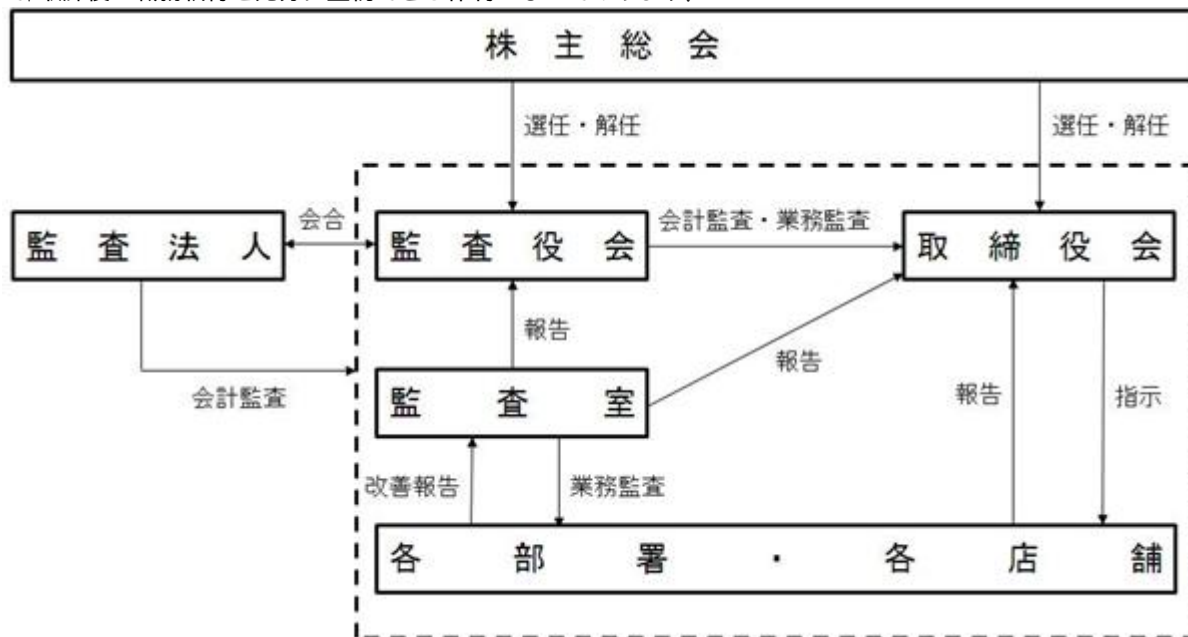 株主総会
選任・解任
選任・解任
監査法人
会合
監査役会
会計監査・業務監査
取締役会
報告
報告
会計監査
監査室
報告
指示
改善報告
業務監査
各部署・各店舗